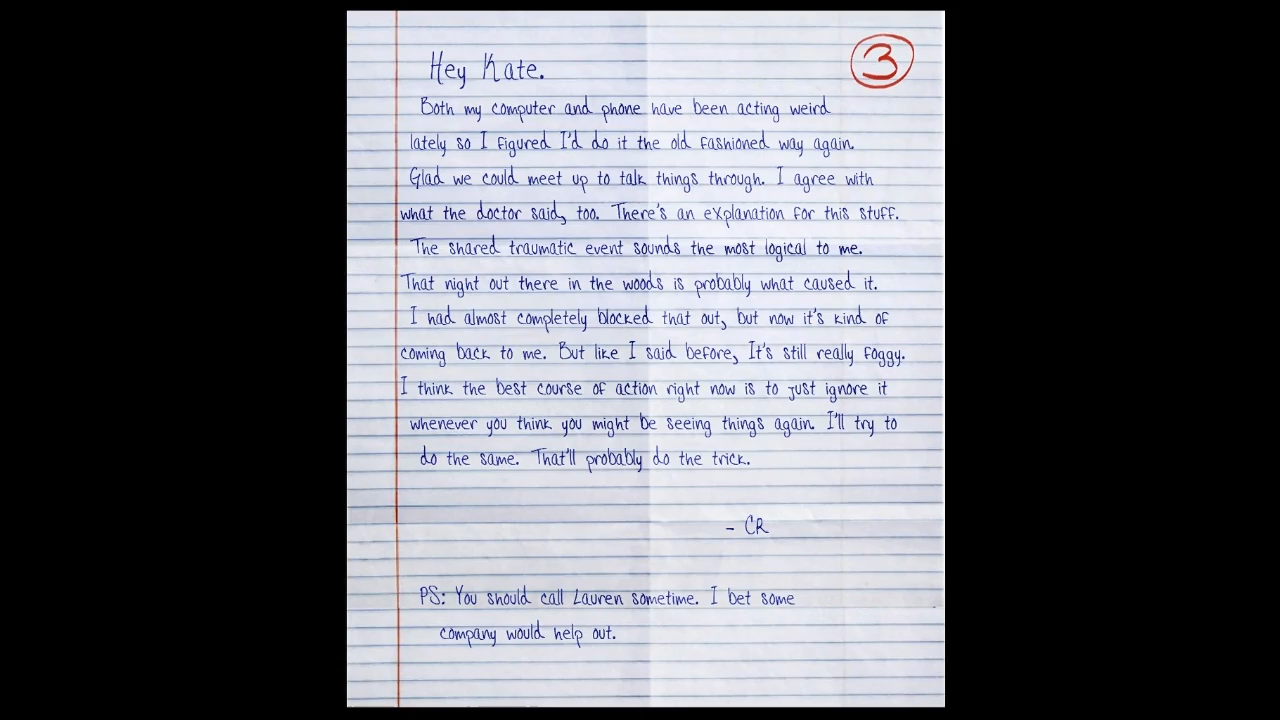 3
Hey Kate.
Both my computer and phone have been acting weird
lately so I figured I'd do it the old fashioned way again.
Glad we could meet up to talk things through. I agree with
what the doctor said, too. There's an explanation for this stuff.
The shared traumatic event sounds the most logical to me.
That night out there in the woods is probably what caused it.
I had almost completely blocked that out, but now it's kind of
coming back to me. But like I said before, It's still really foggy.
I think the best course of action right now is to just ignore it
whenever you think you might be seeing things again. I'll try to
do the same. That'll probably do the trick.
- CR
PS: You should call Lauren sometime. I bet some
company would help out.